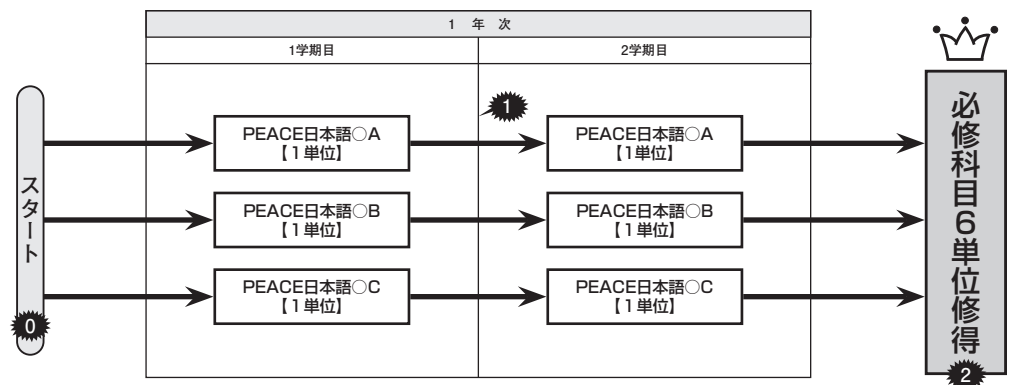 1 年 次
1学期目
2学期目
スタート
0
1
PEACE日本語○A
【1単位】
PEACE日本語○A
【1単位】
PEACE日本語○B
【1単位】
PEACE日本語○B
【1単位】
PEACE日本語○C
【1単位】
PEACE日本語○C
【1単位】
必修科目6単位修得
2